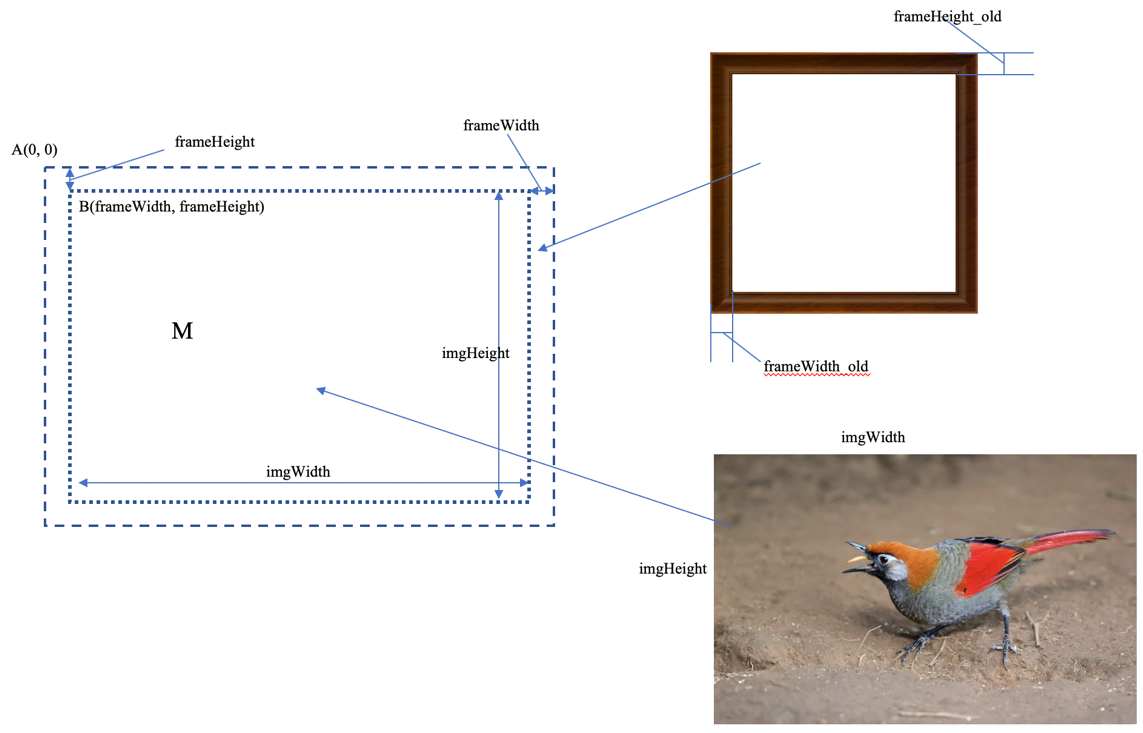 frameHeight_old
frameWidth
frameHeight
A(0, 0)
B(frameWidth, frameHeight)
M
imgHeight
frameWidth_old
imgWidth
imgWidth
imgHeight